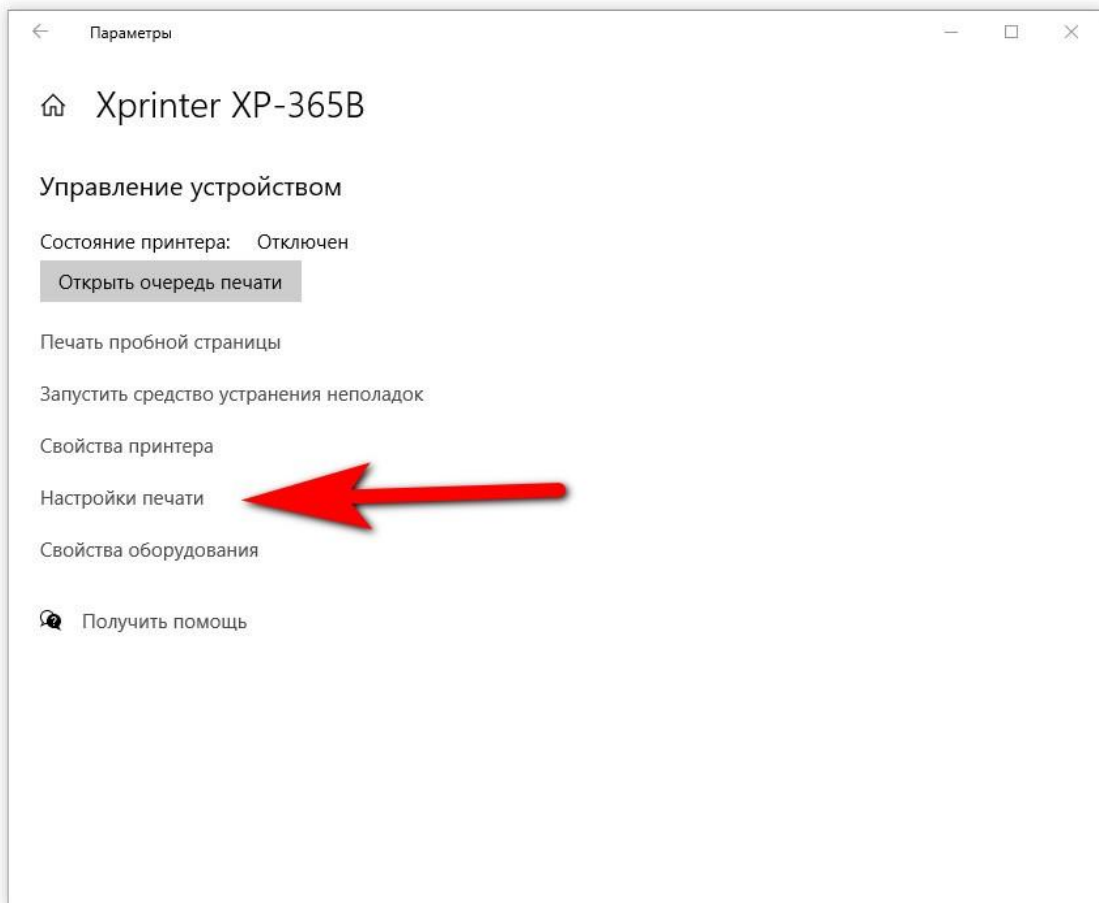 Параметры
Xprinter XP-365B
Управление устройством
Состояние принтера: Отключен
Открыть очередь печати
Печать пробной страницы
Запустить средство устранения неполадок
Свойства принтера
Настройки печати
Свойства оборудования
Получить помощь